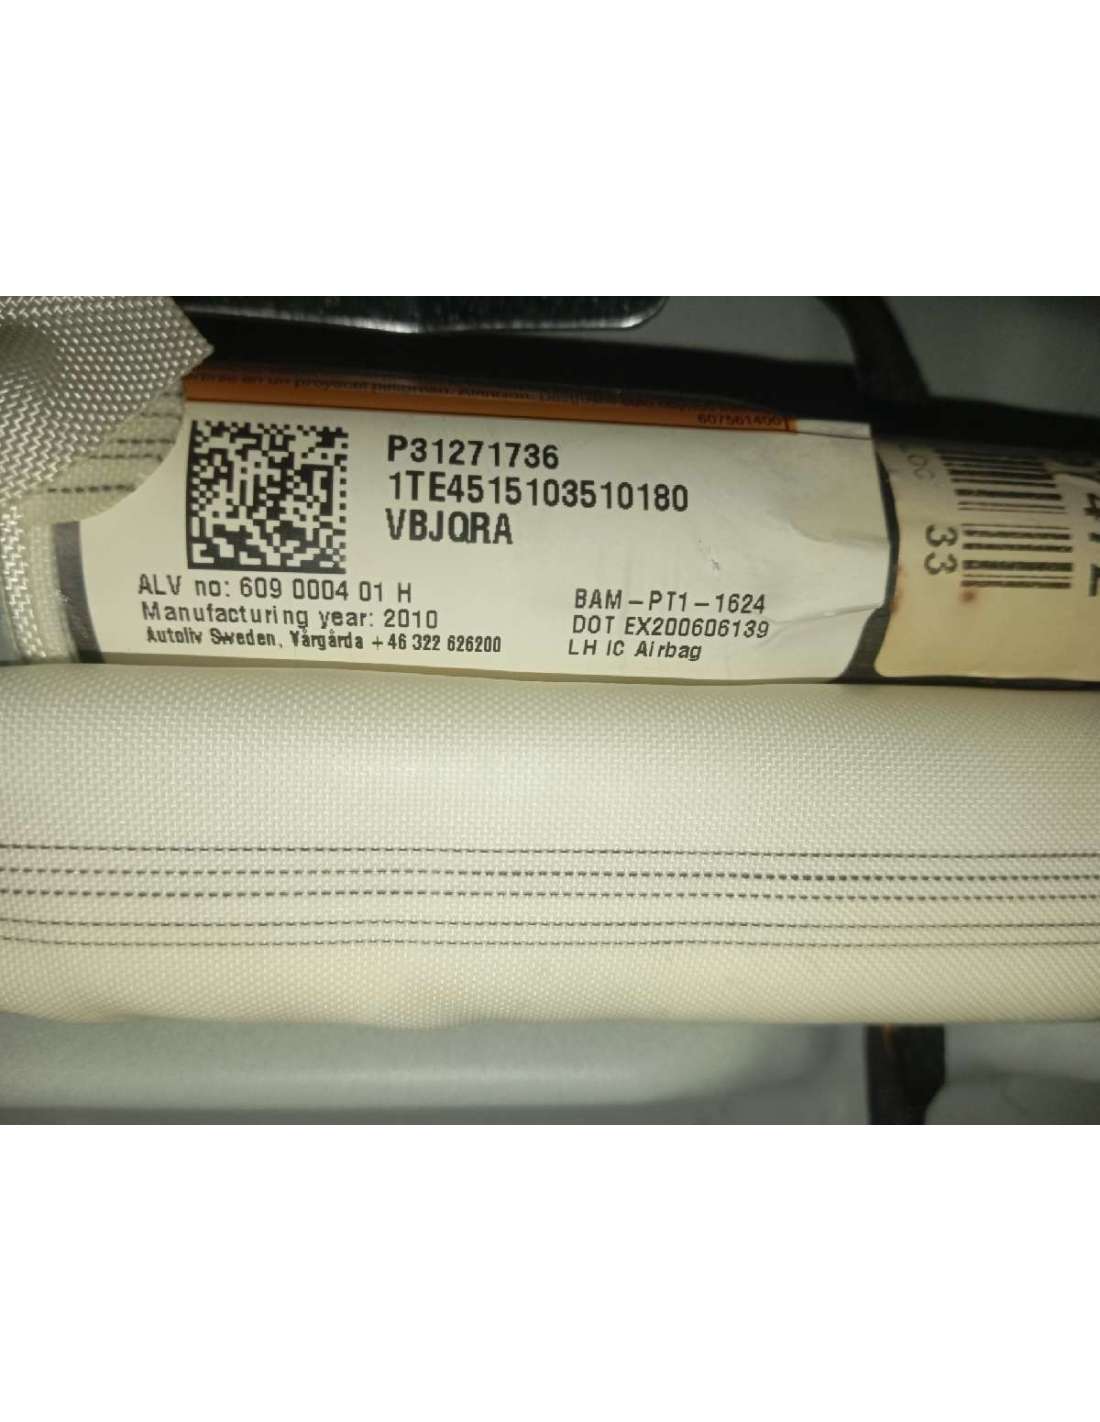 607561400
P31271736
1TE4515103510180
VBJQRA
ALV no: 609 0004 01 H
Manufacturing year: 2010
Autoliv Sweden, Vårgårda +46 322 626200
BAM-PT1-1624
DOT EX200606139
LH IC Airbag
33